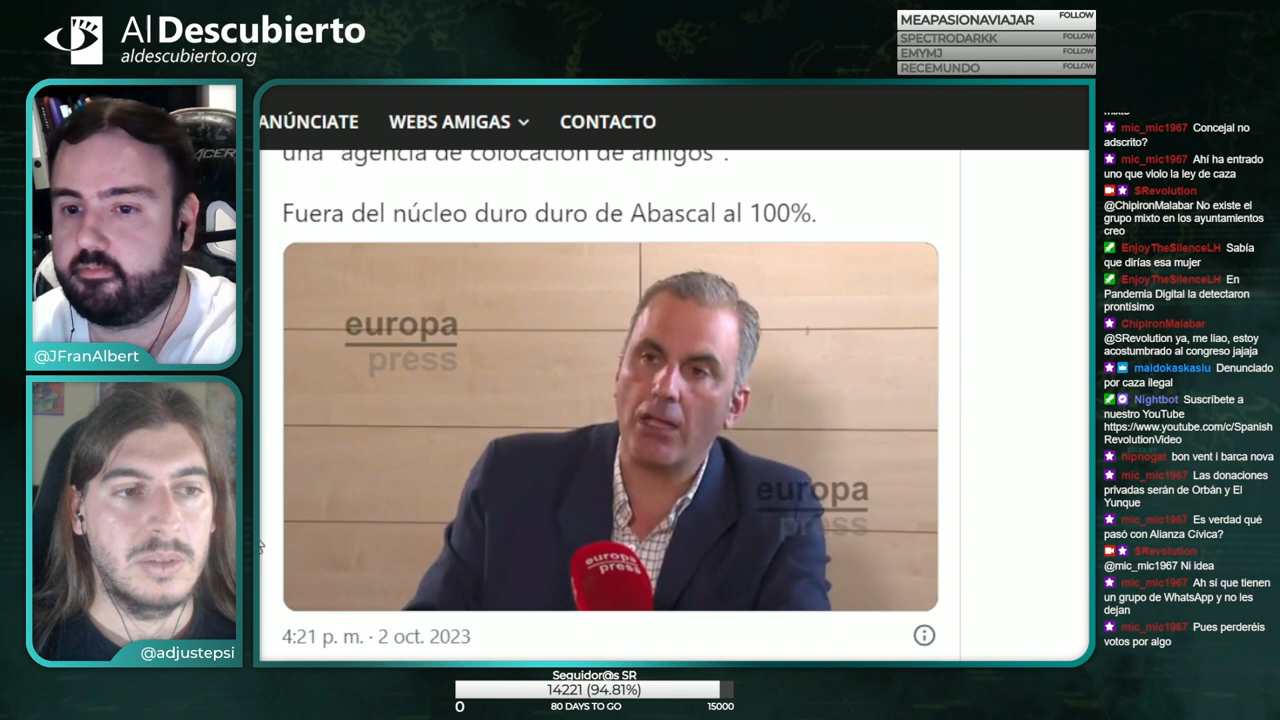 Al Descubierto
aldescubierto.org
MEAPASIONAVIAJAR FOLLOW
SPECTRODARKK FOLLOW
EMYMJ FOLLOW
RECEMUNDO FOLLOW
ACER
@JFranAlbert
@adjustepsi
ANÚNCIATE WEBS AMIGAS CONTACTO
una "agencia de colocación de amigos".
Fuera del núcleo duro duro de Abascal al 100%.
europa
press
europa
press
europa
press
4:21 p. m. · 2 oct. 2023
mixto
mic_mic1967 Concejal no
adscrito?
mic_mic1967 Ahí ha entrado
uno que violo la ley de caza
SRevolution
@ChipironMalabar No existe el
grupo mixto en los ayuntamientos
creo
EnjoyTheSilenceLH Sabía
que dirías esa mujer
EnjoyTheSilenceLH En
Pandemia Digital la detectaron
prontísimo
ChipironMalabar
@SRevolution ya, me liao, estoy
acostumbrado al congreso jajaja
maidokaskasiu Denunciado
por caza ilegal
Nightbot Suscríbete a
nuestro YouTube
https://www.youtube.com/c/Spanish
RevolutionVideo
hipnogat bon vent i barca nova
mic_mic1967 Las donaciones
privadas serán de Orbán y El
Yunque
mic_mic1967 Es verdad qué
pasó con Alianza Cívica?
SRevolution
@mic_mic1967 Ni idea
mic_mic1967 Ah sí que tienen
un grupo de WhatsApp y no les
dejan
mic_mic1967 Pues perderéis
votos por algo
Seguidor@s SR
14221 (94.81%)
0 80 DAYS TO GO 15000